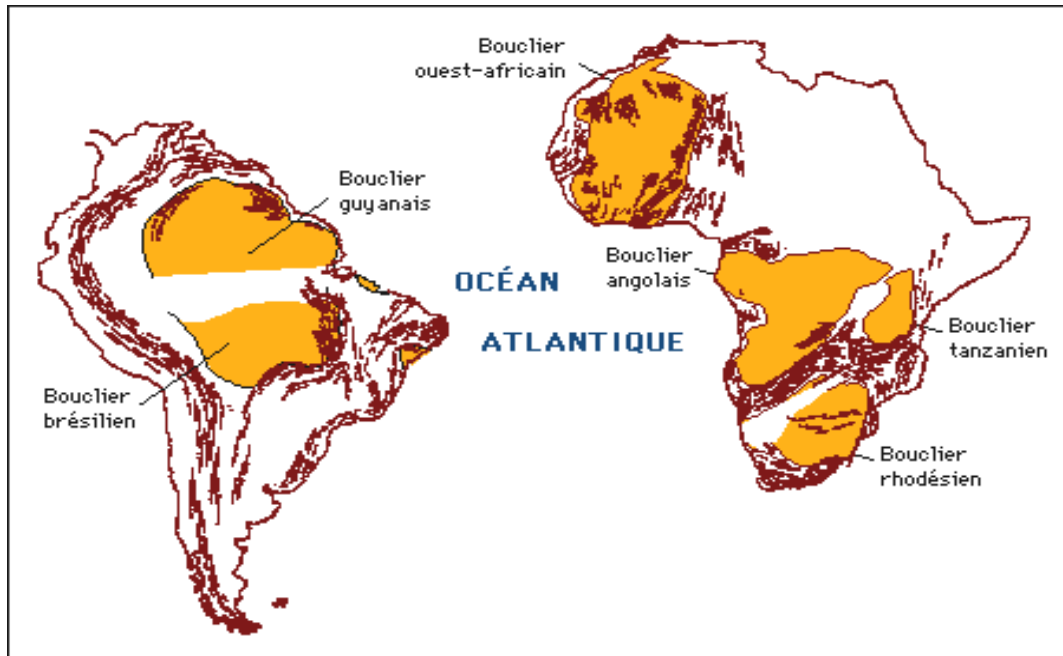 Bouclier
ouest-africain
Bouclier
guyanais
Bouclier
angolais
OCÉAN
ATLANTIQUE
Bouclier
tanzanien
Bouclier
brésilien
Bouclier
rhodésien